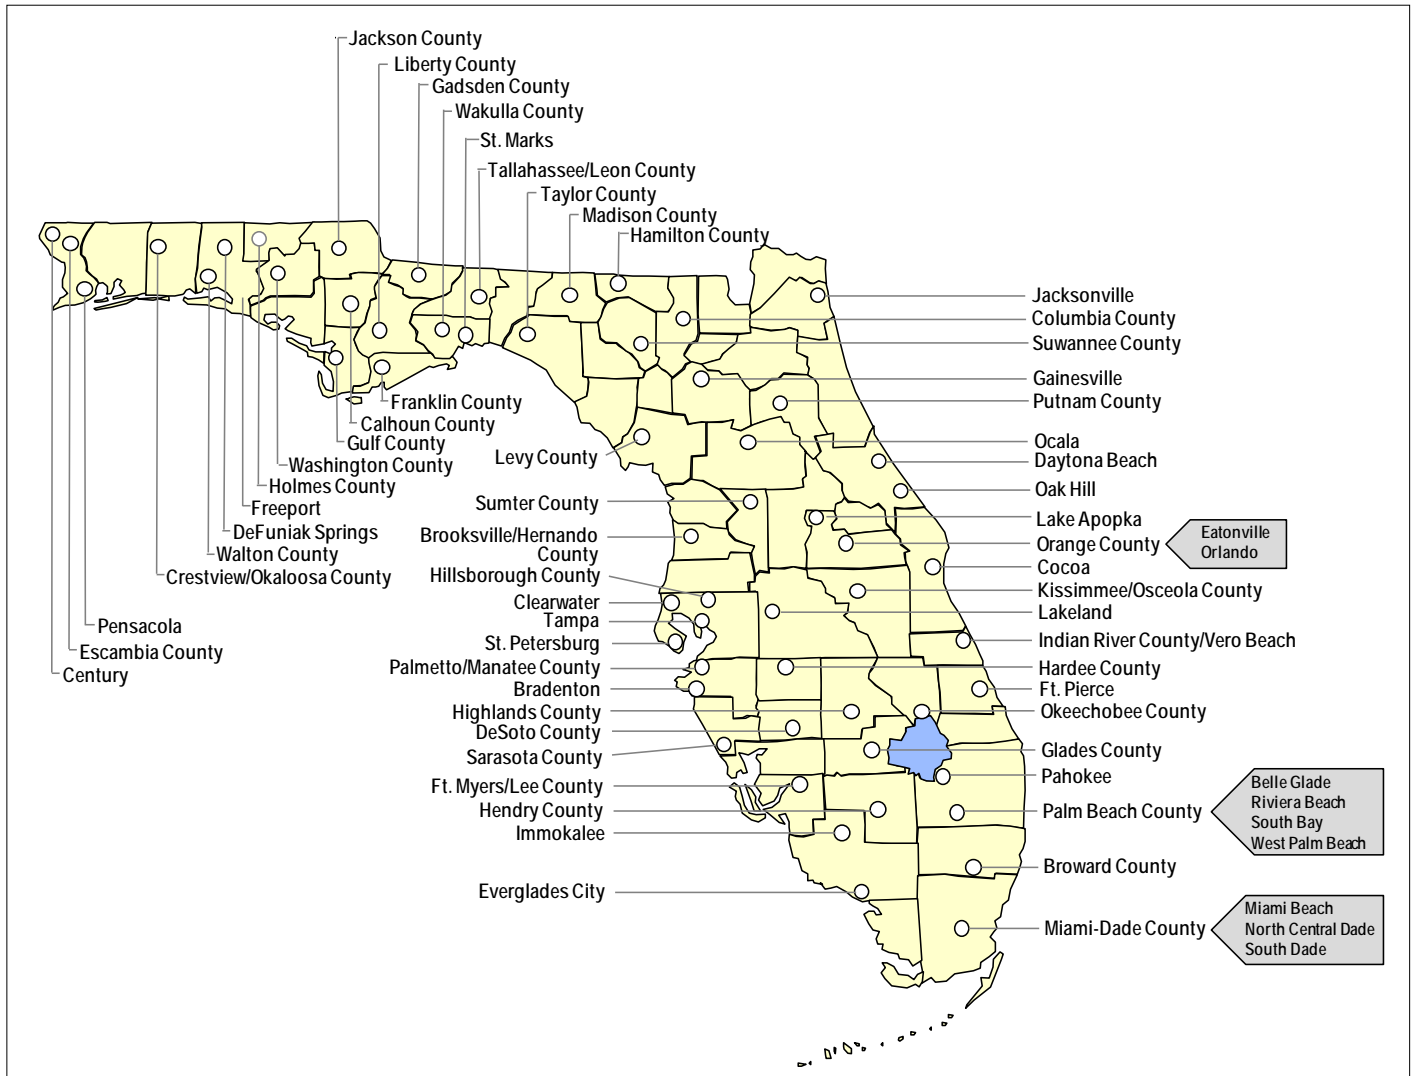 Jackson County
Liberty County
Gadsden County
Wakulla County
St. Marks
Tallahassee/Leon County
Taylor County
Madison County
Hamilton County
Jacksonville
Columbia County
Suwannee County
Gainesville
Putnam County
Ocala
Daytona Beach
Oak Hill
Lake Apopka
Orange County
Eatonville
Orlando
Cocoa
Kissimmee/Osceola County
Lakeland
Indian River County/Vero Beach
Hardee County
Ft. Pierce
Okeechobee County
Glades County
Pahokee
Palm Beach County
Belle Glade
Riviera Beach
South Bay
West Palm Beach
Broward County
Miami-Dade County
Miami Beach
North Central Dade
South Dade
Franklin County
Calhoun County
Gulf County
Washington County
Holmes County
Freeport
DeFuniak Springs
Walton County
Crestview/Okaloosa County
Pensacola
Escambia County
Century
Levy County
Sumter County
Brooksville/Hernando
County
Hillsborough County
Clearwater
Tampa
St. Petersburg
Palmetto/Manatee County
Bradenton
Highlands County
DeSoto County
Sarasota County
Ft. Myers/Lee County
Hendry County
Immokalee
Everglades City